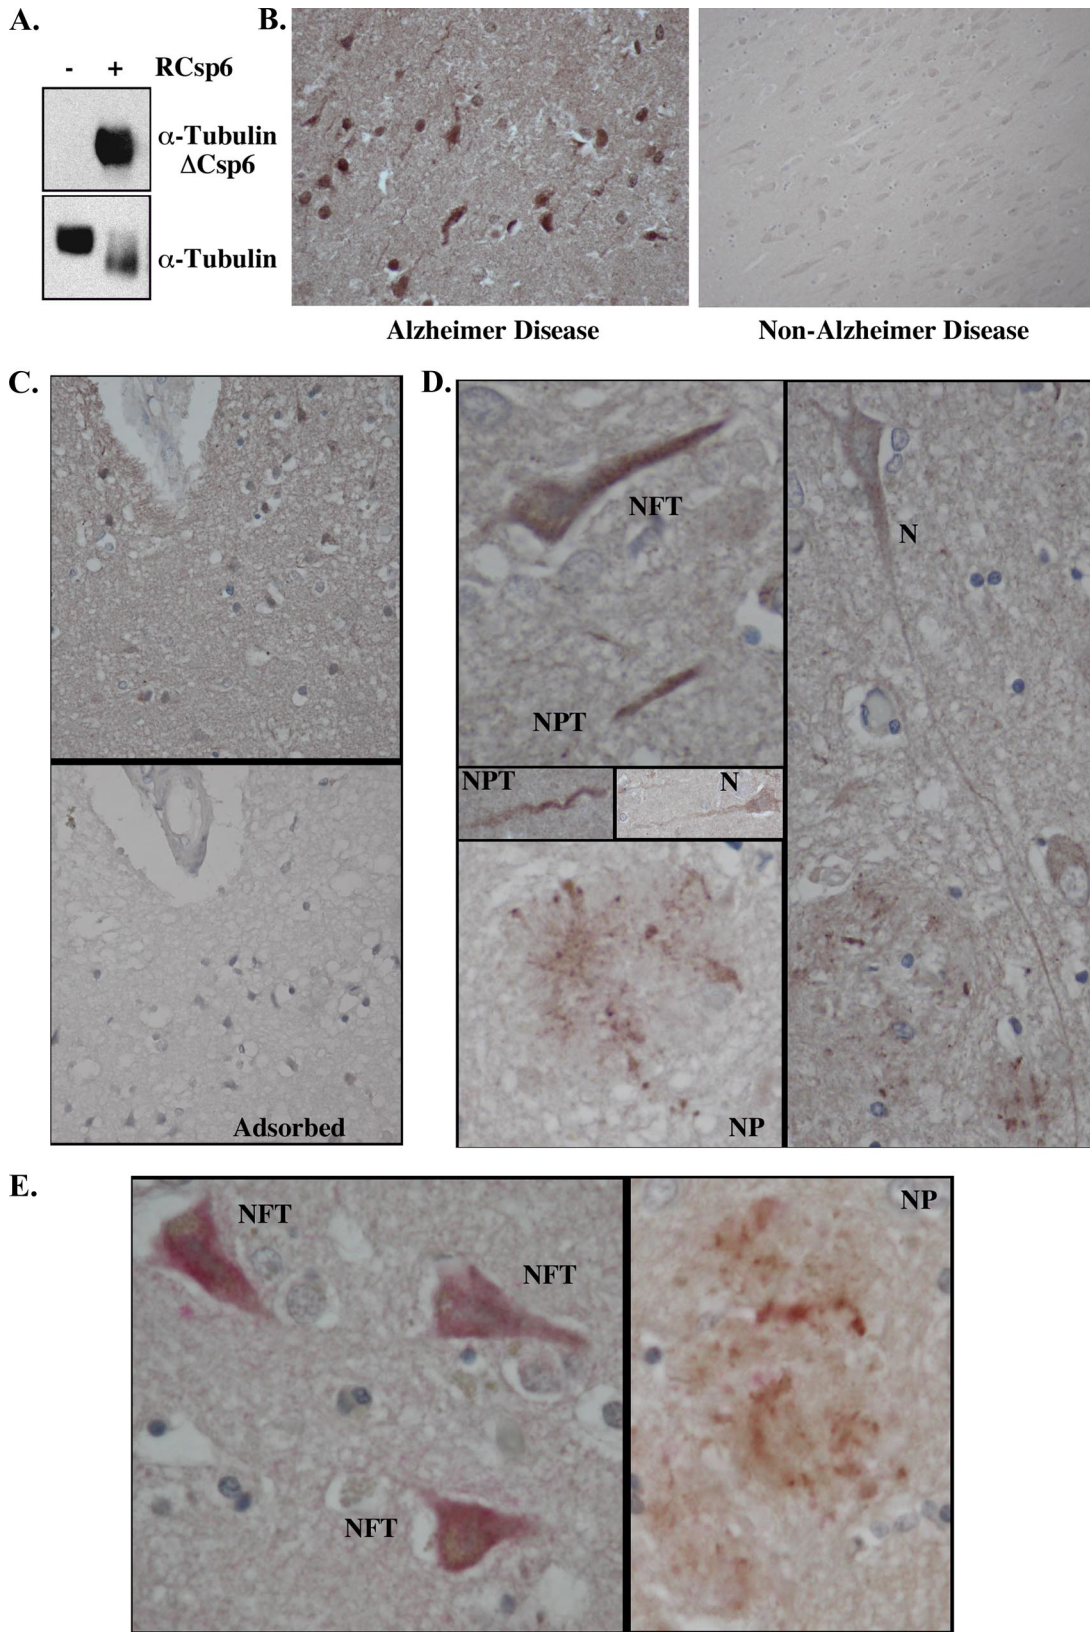 A.
B.
- + RCsp6
α-Tubulin
ΔCsp6
α-Tubulin
Alzheimer Disease
Non-Alzheimer Disease
C.
D.
NFT
N
NPT
NPT
N
Adsorbed
NP
E.
NFT
NP
NFT
NFT